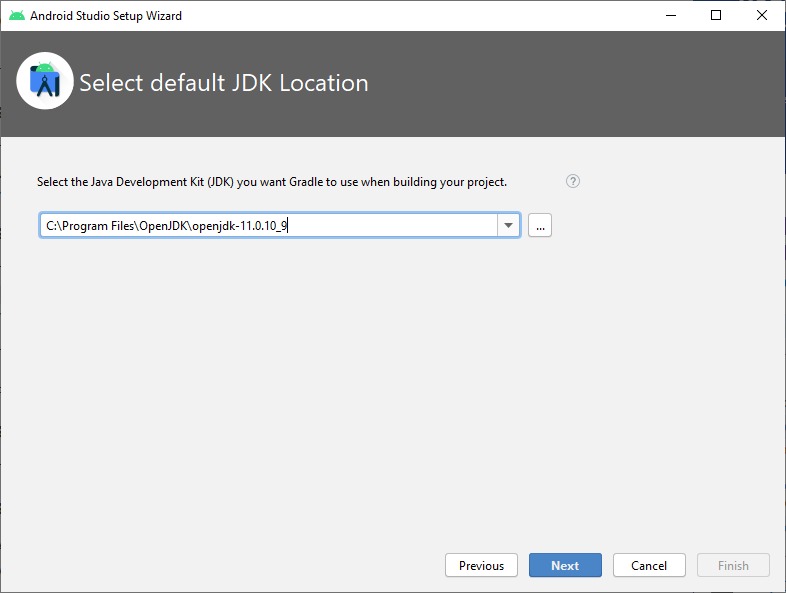 Android Studio Setup Wizard
Select default JDK Location
Select the Java Development Kit (JDK) you want Gradle to use when building your project.
?
C:\Program Files\OpenJDK\openjdk-11.0.10_9
...
Previous Next Cancel Finish